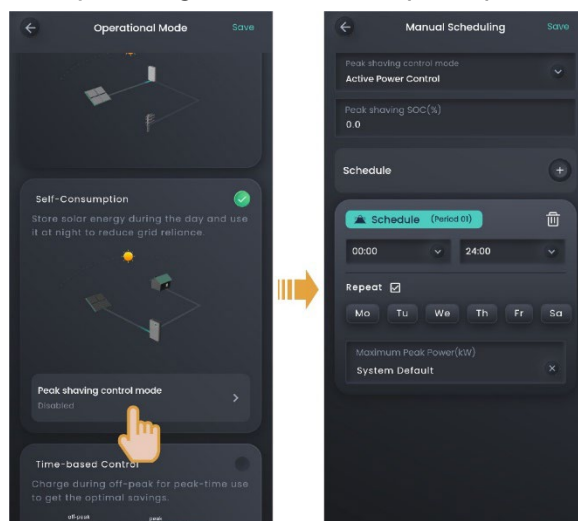 Operational Mode
Save
Self-Consumption
Store solar energy during the day and use
it at night to reduce grid reliance.
Peak shaving control mode
Disabled
Time-based Control
Charge during off-peak for peak-time use
to get the optimal savings.
off-peak
peak
Manual Scheduling
Save
Peak shaving control mode
Active Power Control
Peak shaving SOC(%)
0.0
Schedule
Schedule (Period 01)
00:00
24:00
Repeat
Mo Tu We Th Fr Sa
Maximum Peak Power(kW)
System Default